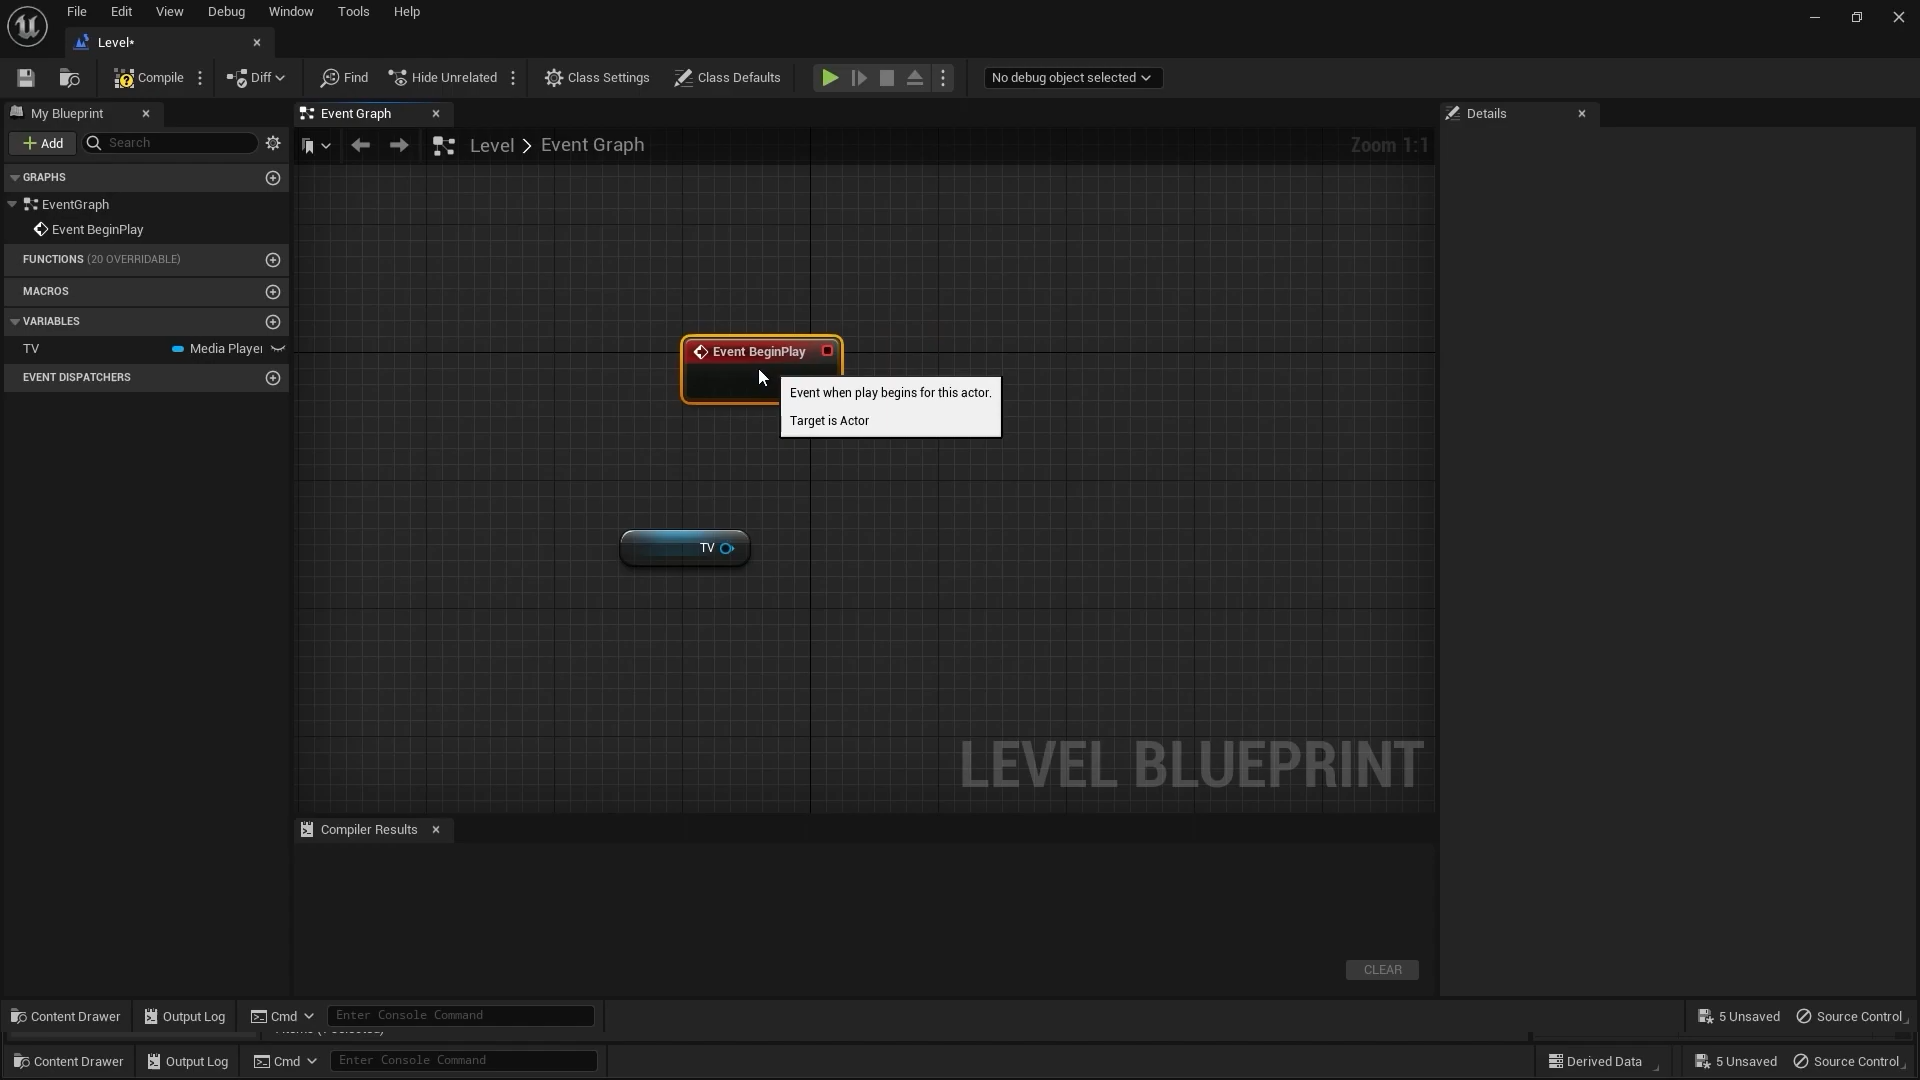 File Edit View Debug Window Tools Help
Level*
Compile Diff Find Hide Unrelated Class Settings Class Defaults No debug object selected
My Blueprint Event Graph Details
Add Search Level > Event Graph Zoom 1:1
GRAPHS
EventGraph
Event BeginPlay
FUNCTIONS (20 OVERRIDABLE)
MACROS
VARIABLES
TV Media Player
EVENT DISPATCHERS
Event BeginPlay
Event when play begins for this actor.
Target is Actor
TV
LEVEL BLUEPRINT
Compiler Results
CLEAR
Content Drawer Output Log Cmd Enter Console Command 5 Unsaved Source Control
Content Drawer Output Log Cmd Enter Console Command Derived Data 5 Unsaved Source Control